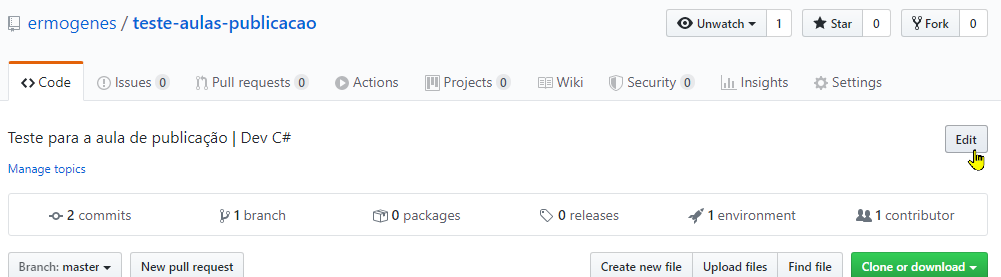 ermogenes / teste-aulas-publicacao Unwatch 1 Star 0 Fork 0
Code Issues 0 Pull requests 0 Actions Projects 0 Wiki Security 0 Insights Settings
Teste para a aula de publicação | Dev C# Edit
Manage topics
2 commits 1 branch 0 packages 0 releases 1 environment 1 contributor
Branch: master New pull request Create new file Upload files Find file Clone or download